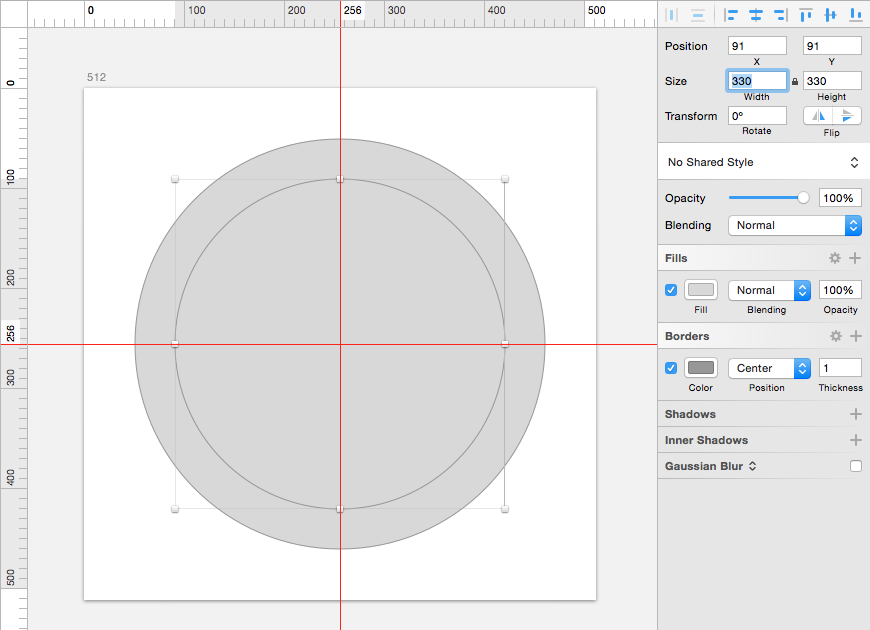 0 100 200 256 300 400 500
512
0
100
200
256
300
400
500
Position 91 91
X Y
Size 330 330
Width Height
Transform 0°
Rotate Flip
No Shared Style
Opacity 100%
Blending Normal
Fills
Normal 100%
Fill Blending Opacity
Borders
Center 1
Color Position Thickness
Shadows
Inner Shadows
Gaussian Blur